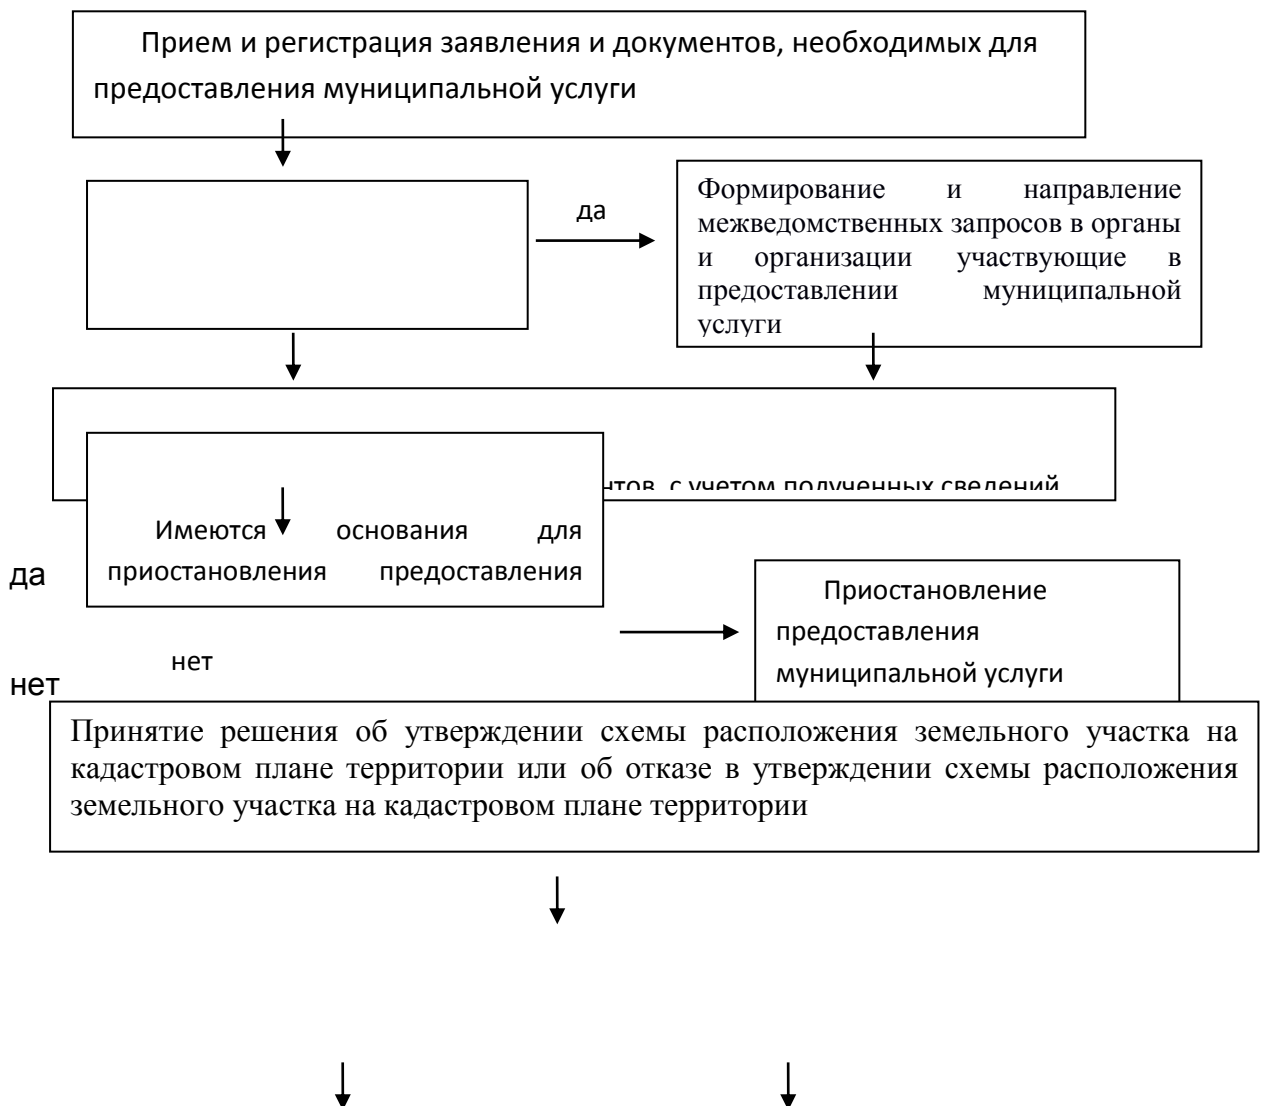 Прием и регистрация заявления и документов, необходимых для
предоставления муниципальной услуги
да
Формирование и направление
межведомственных запросов в органы
и организации участвующие в
предоставлении муниципальной
услуги
с учетом полученных сведений
Имеются основания для
приостановления предоставления
да
Приостановление
предоставления
муниципальной услуги
нет
нет
Принятие решения об утверждении схемы расположения земельного участка на
кадастровом плане территории или об отказе в утверждении схемы расположения
земельного участка на кадастровом плане территории